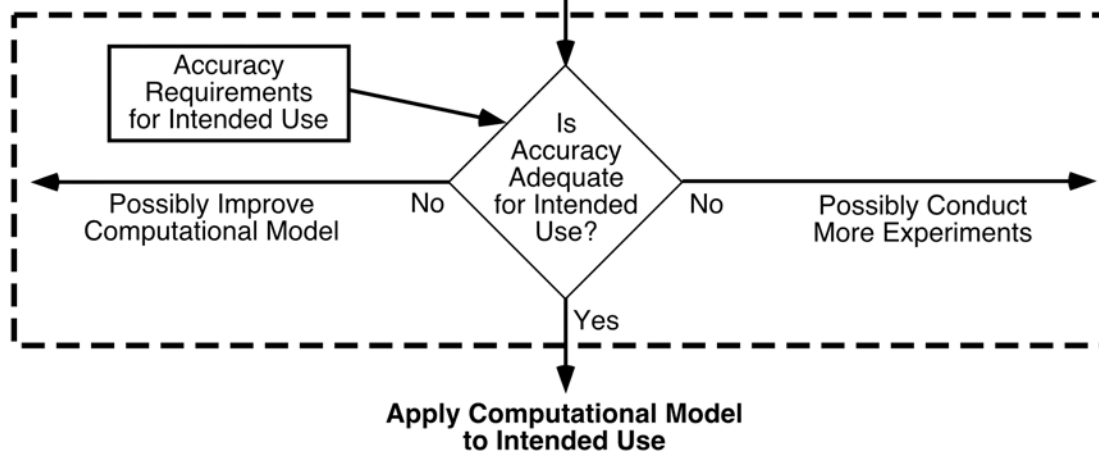 Accuracy
Requirements
for Intended Use
Is
Accuracy
Adequate
for Intended
Use?
No
Possibly Improve
Computational Model
No
Possibly Conduct
More Experiments
Yes
Apply Computational Model
to Intended Use